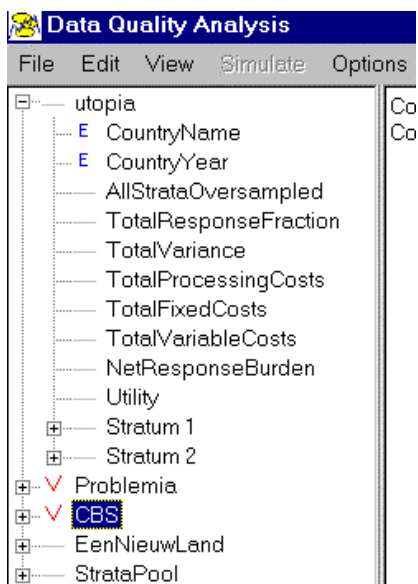 Data Quality Analysis
File Edit View Simulate Options
utopia
E CountryName
E CountryYear
AllStrataOversampled
TotalResponseFraction
TotalVariance
TotalProcessingCosts
TotalFixedCosts
TotalVariableCosts
NetResponseBurden
Utility
Stratum 1
Stratum 2
Problemia
CBS
EenNieuwLand
StrataPool
Co
Co